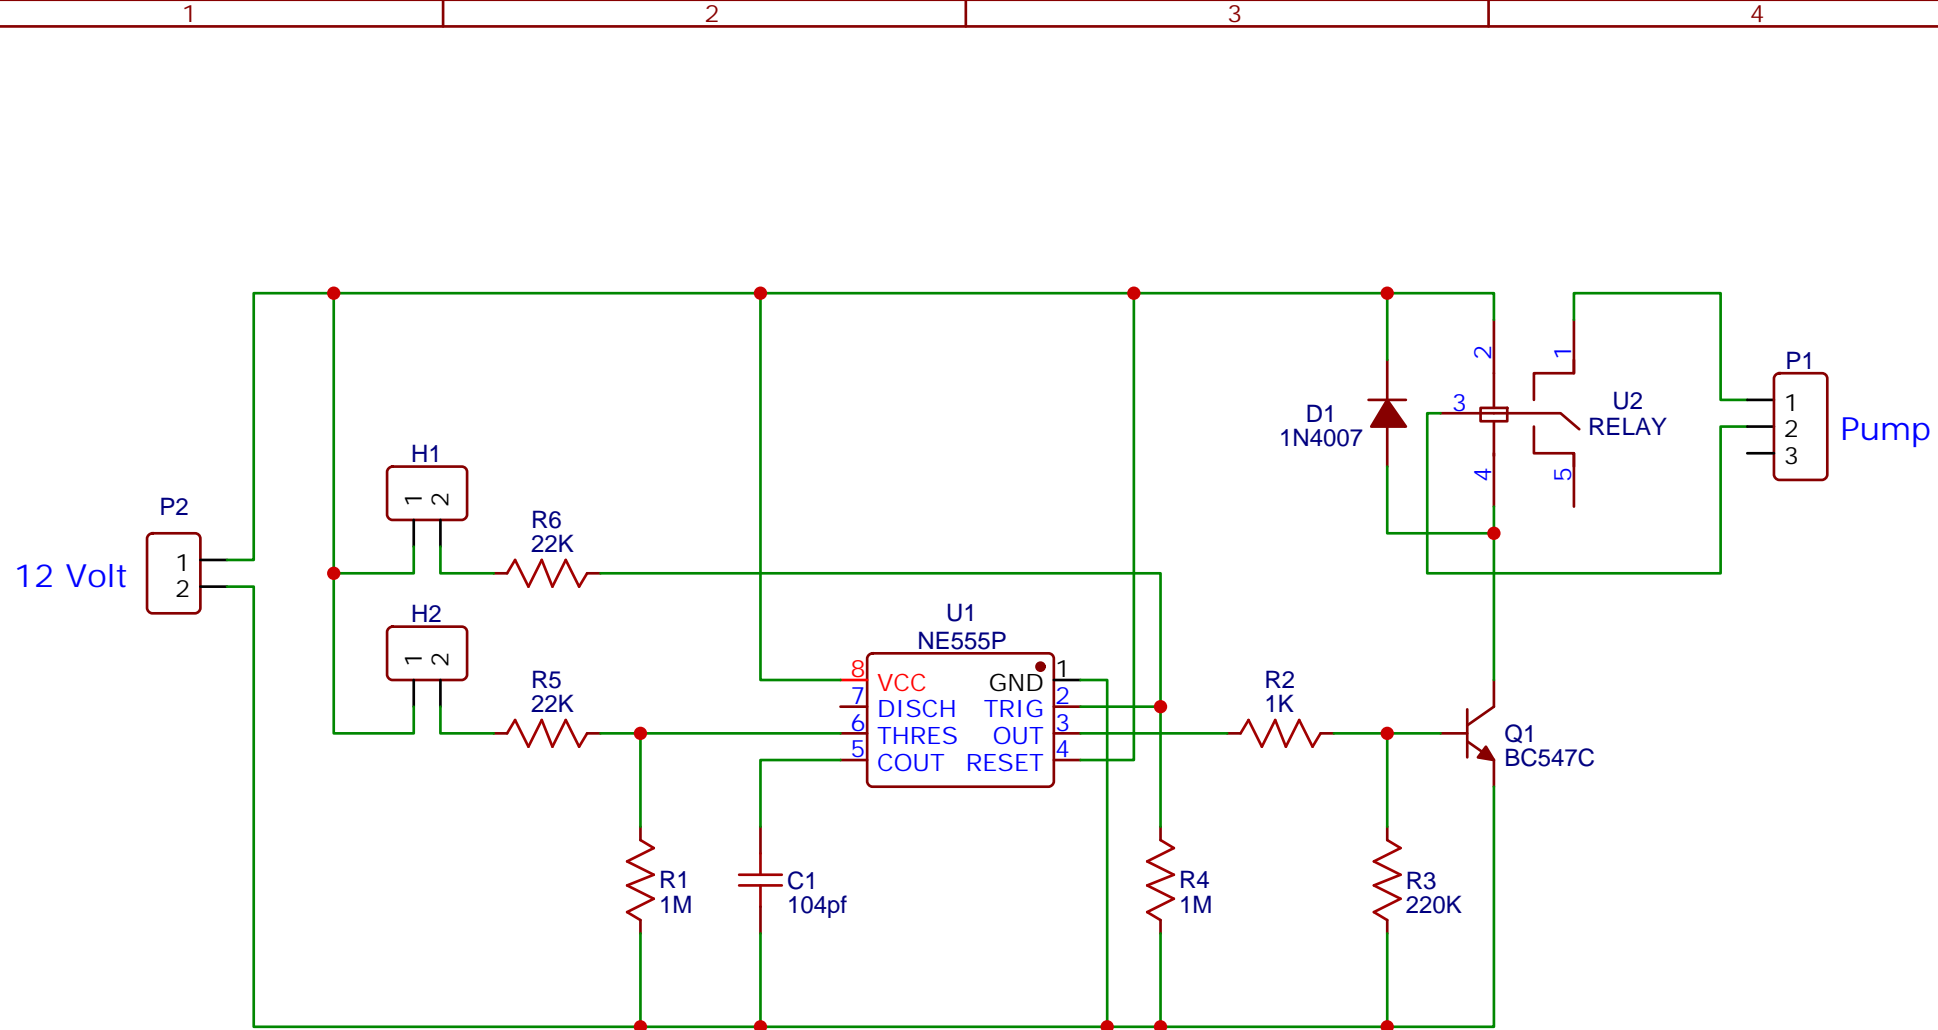 1 2 3 4
P2
1
2
12 Volt
H1
1 2
R6
22K
H2
1 2
R5
22K
U1
NE555P
8 VCC GND 1
7 DISCH TRIG 2
6 THRES OUT 3
5 COUT RESET 4
R1
1M
C1
104pf
R4
1M
R2
1K
R3
220K
Q1
BC547C
D1
1N4007
2
1
3
4
5
U2
RELAY
P1
1
2
3
Pump